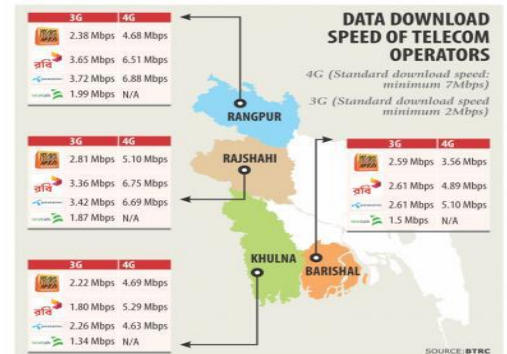 DATA DOWNLOAD
SPEED OF TELECOM
OPERATORS
4G (Standard download speed:
minimum 7Mbps)
3G (Standard download speed
minimum 2Mbps)
3G 4G
2.38 Mbps 4.68 Mbps
রবি 3.65 Mbps 6.51 Mbps
3.72 Mbps 6.88 Mbps
1.99 Mbps N/A
RANGPUR
3G 4G
2.81 Mbps 5.10 Mbps
রবি 3.36 Mbps 6.75 Mbps
3.42 Mbps 6.69 Mbps
1.87 Mbps N/A
RAJSHAHI
3G 4G
2.59 Mbps 3.56 Mbps
রবি 2.61 Mbps 4.89 Mbps
2.61 Mbps 5.10 Mbps
1.5 Mbps N/A
KHULNA
BARISHAL
3G 4G
2.22 Mbps 4.69 Mbps
রবি 1.80 Mbps 5.29 Mbps
2.26 Mbps 4.63 Mbps
1.34 Mbps N/A
SOURCE: BTRC